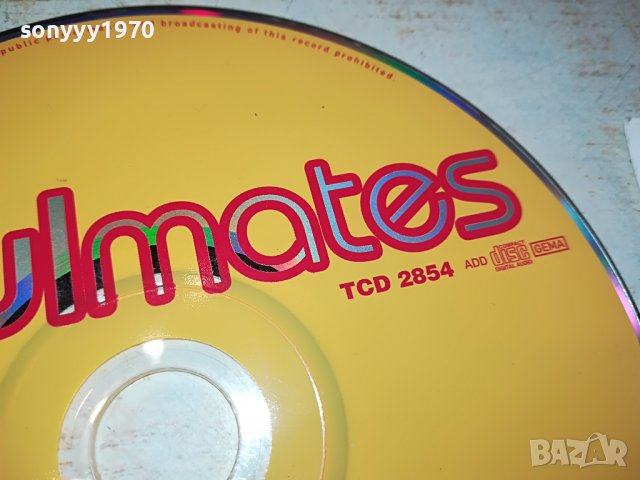 sonyyy1970
public
broadcasting of this record prohibited.
ulmates
TCD 2854 ADD COMPACT disc DIGITAL AUDIO GEMA
BAZAR